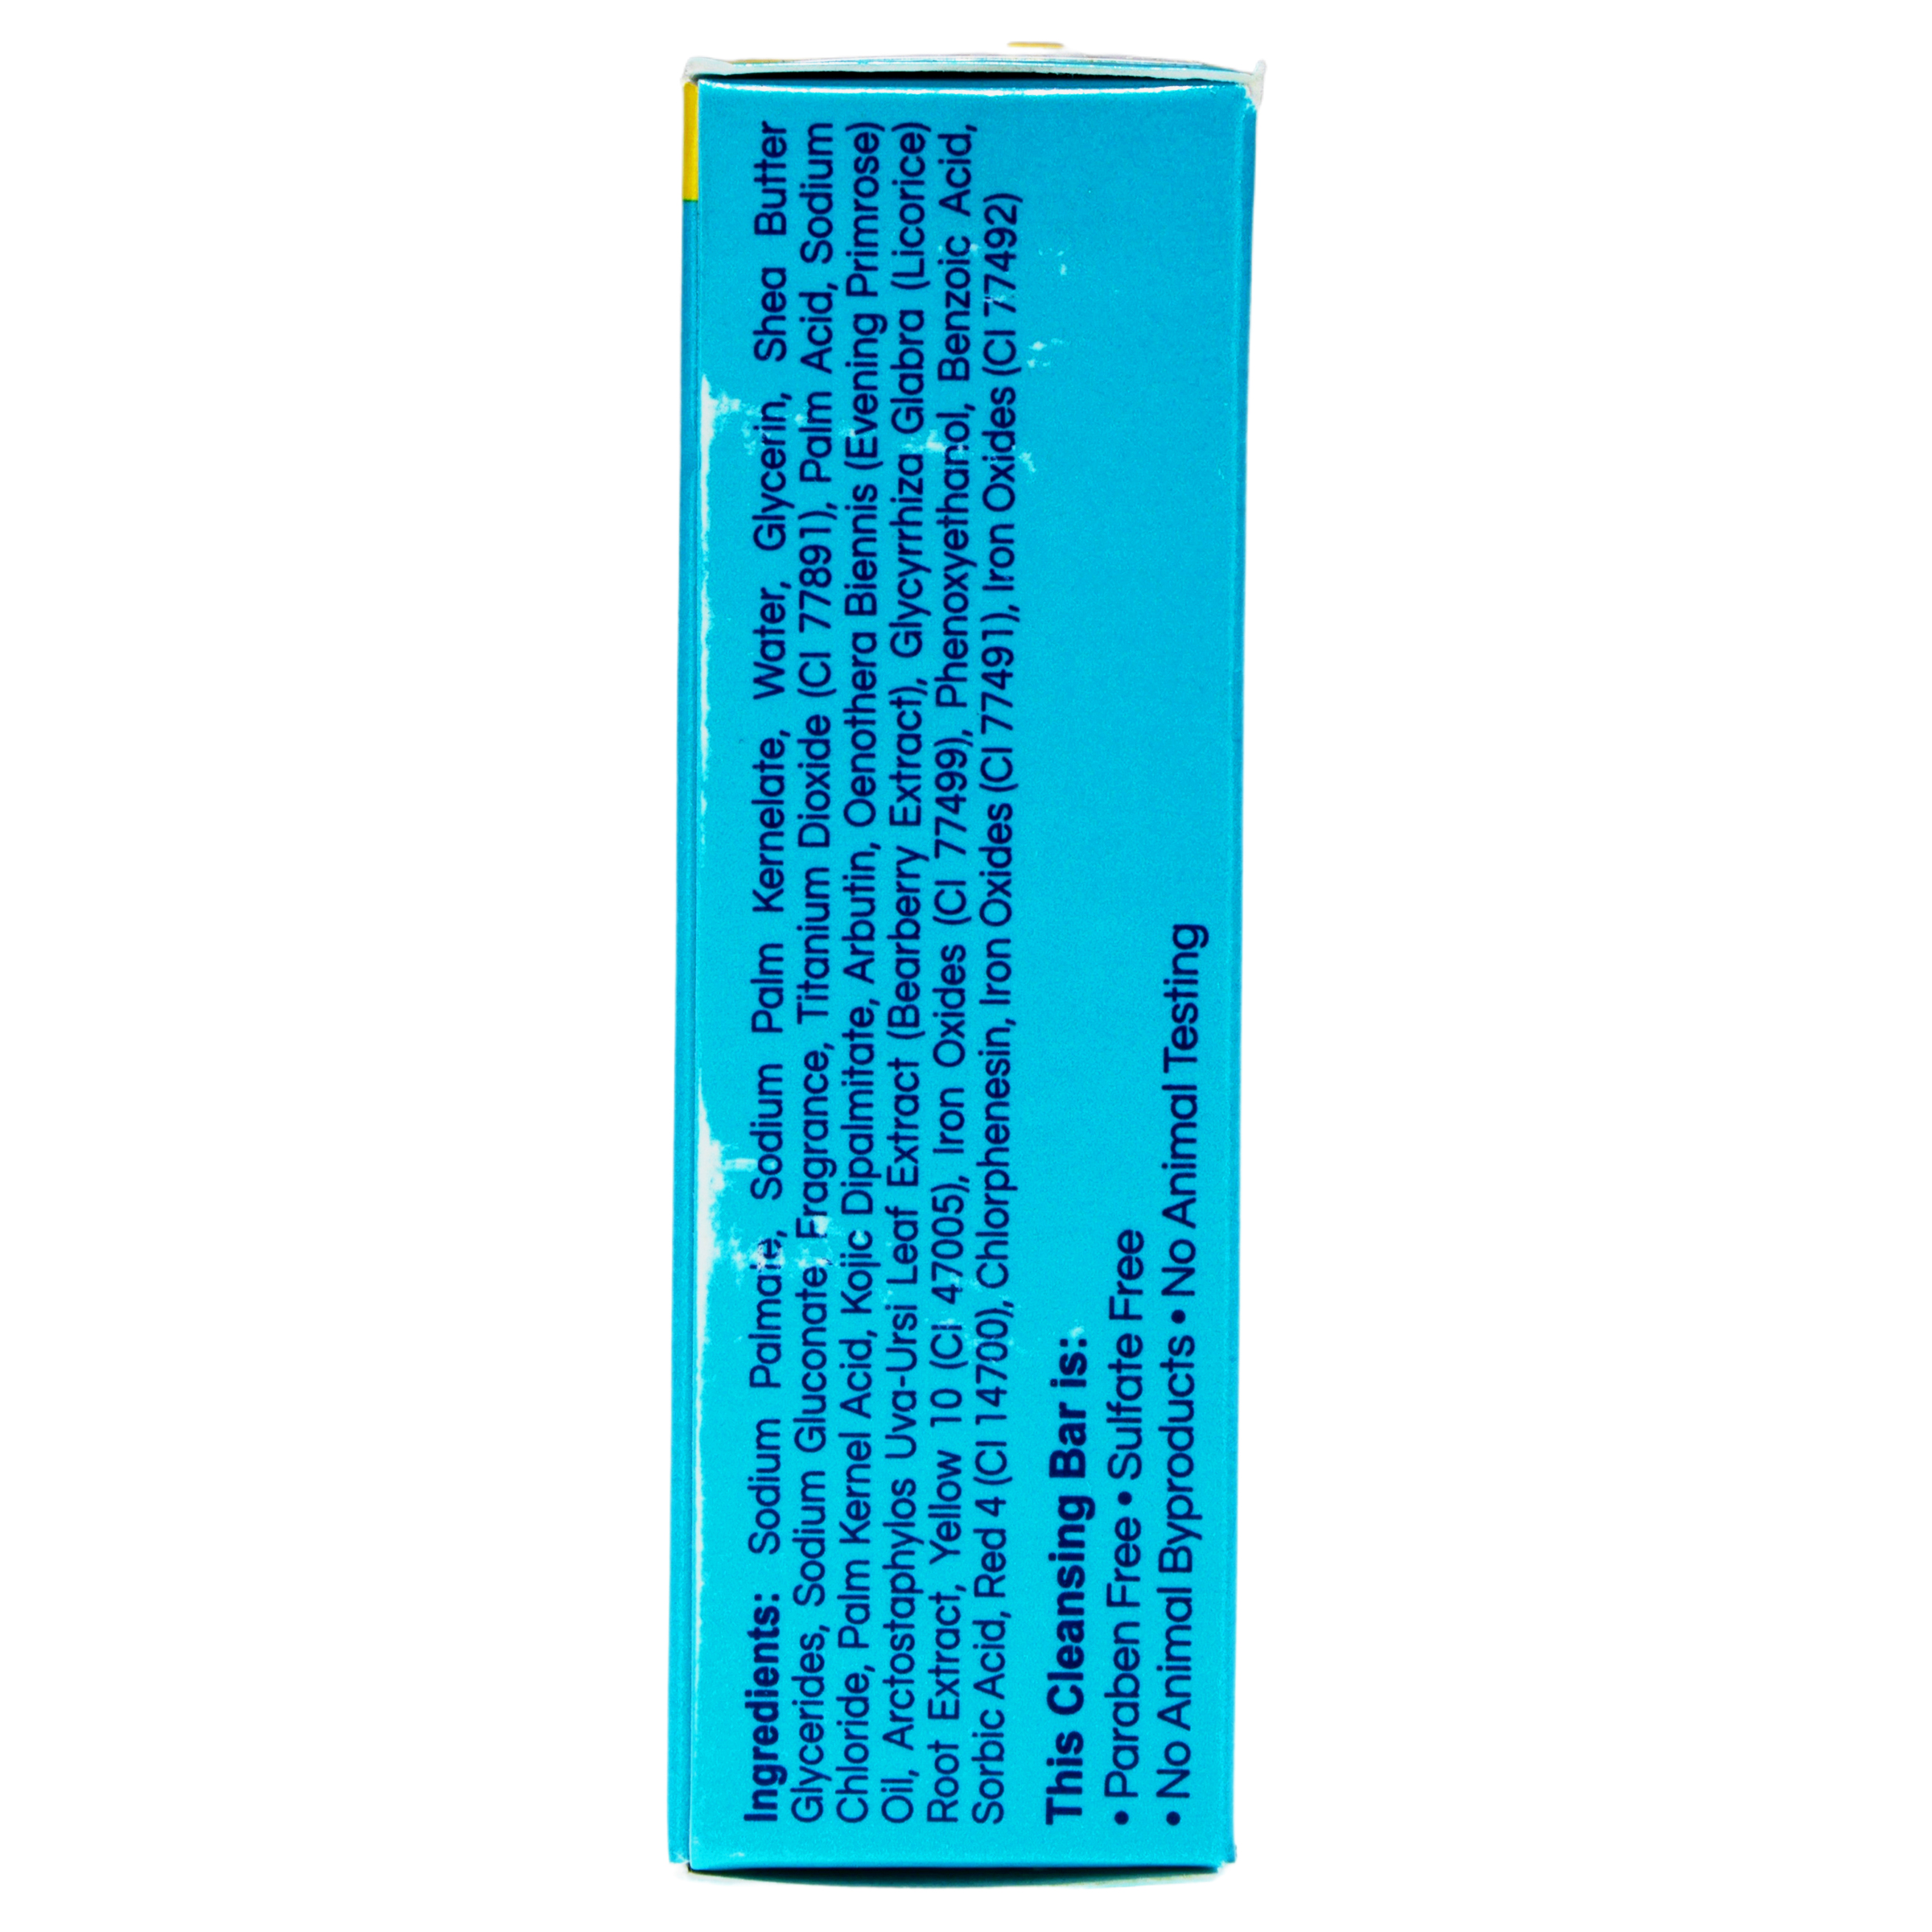 Ingredients: Sodium Palmate, Sodium Palm Kernelate, Water, Glycerin, Shea Butter
Glycerides, Sodium Gluconate, Fragrance, Titanium Dioxide (CI 77891), Palm Acid, Sodium
Chloride, Palm Kernel Acid, Kojic Dipalmitate, Arbutin, Oenothera Biennis (Evening Primrose)
Oil, Arctostaphylos Uva-Ursi Leaf Extract (Bearberry Extract), Glycyrrhiza Glabra (Licorice)
Root Extract, Yellow 10 (CI 47005), Iron Oxides (CI 77499), Phenoxyethanol, Benzoic Acid,
Sorbic Acid, Red 4 (CI 14700), Chlorphenesin, Iron Oxides (CI 77491), Iron Oxides (CI 77492)
This Cleansing Bar is:
• Paraben Free • Sulfate Free
• No Animal Byproducts • No Animal Testing